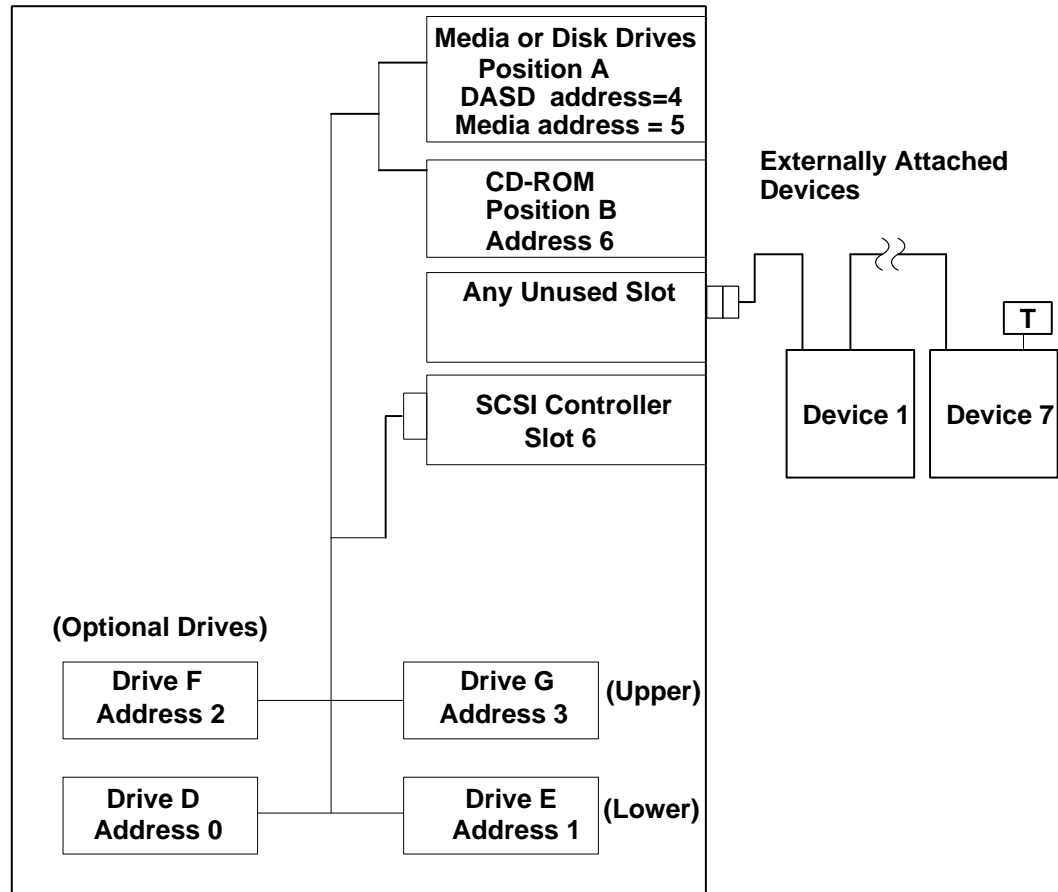 Media or Disk Drives
Position A
DASD address=4
Media address = 5
CD-ROM
Position B
Address 6
Any Unused Slot
SCSI Controller
Slot 6
Externally Attached
Devices
T
Device 1
Device 7
(Optional Drives)
Drive F
Address 2
Drive G
Address 3
(Upper)
Drive D
Address 0
Drive E
Address 1
(Lower)